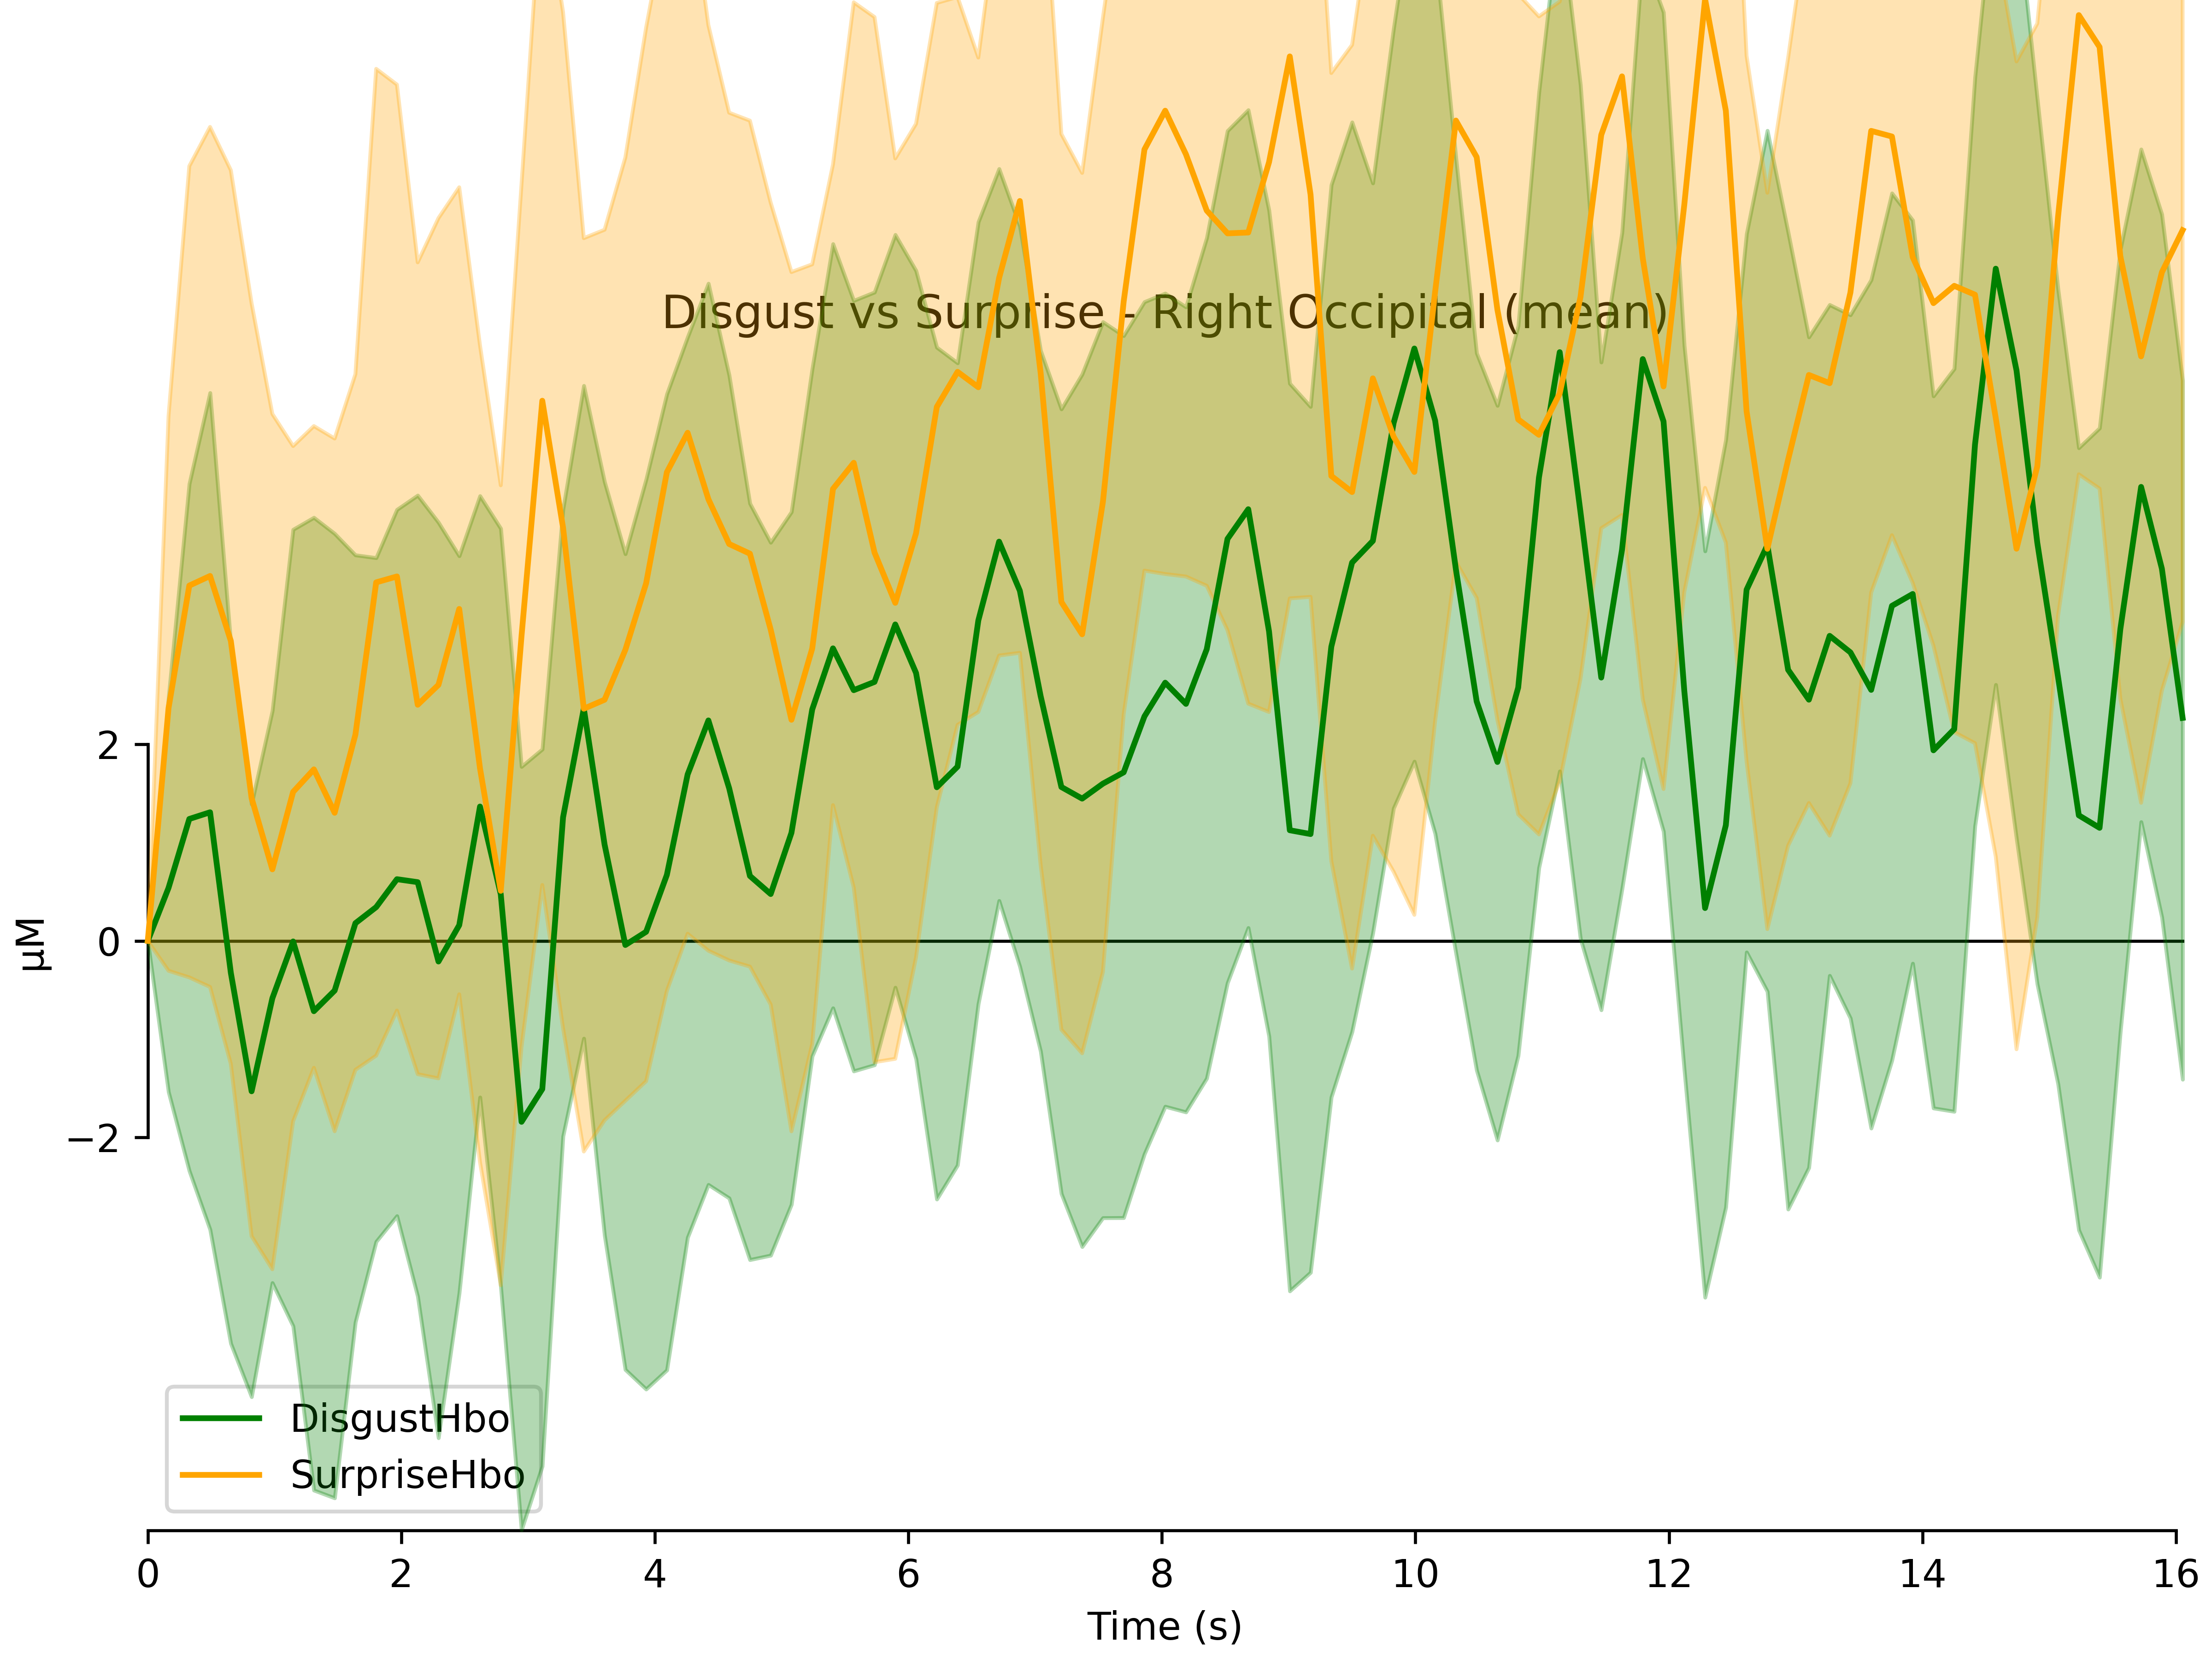 Disgust vs Surprise - Right Occipital (mean)
2
0
−2
µM
DisgustHbo
SurpriseHbo
0 2 4 6 8 10 12 14 16
Time (s)